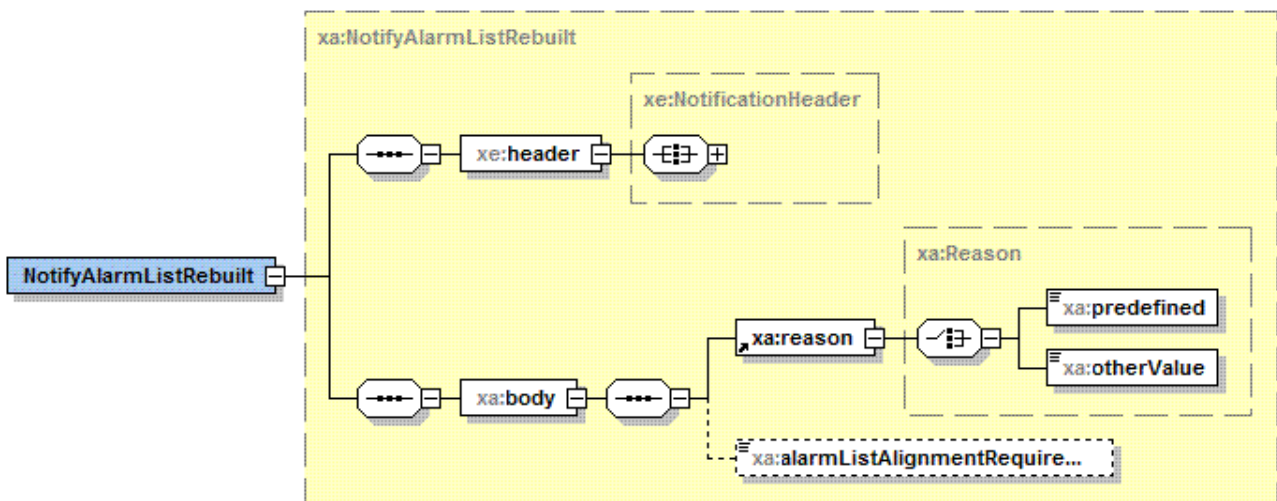 xa:NotifyAlarmListRebuilt
xe:NotificationHeader
xe:header
NotifyAlarmListRebuilt
xa:Reason
xa:predefined
xa:reason
xa:otherValue
xa:body
xa:alarmListAlignmentRequire...